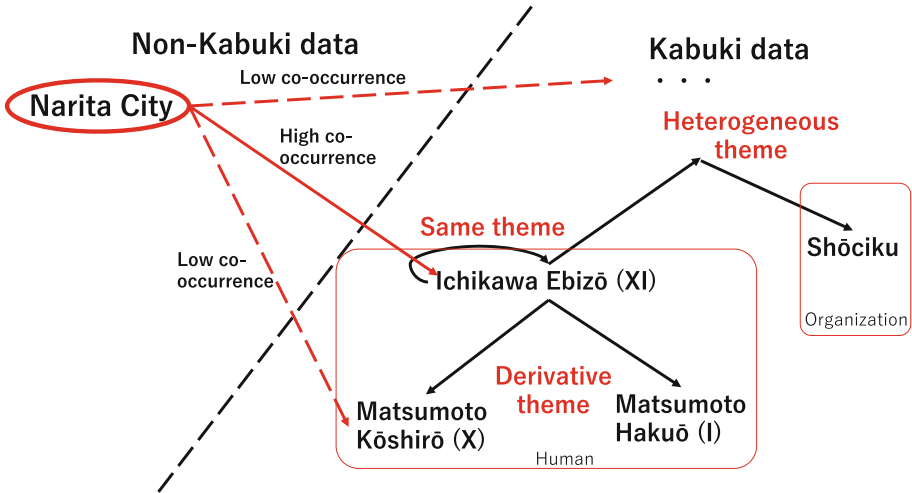 Non-Kabuki data
Kabuki data
Low co-occurrence
. . .
Narita City
Heterogeneous
theme
High co-
occurrence
Same theme
Shōciku
Low co-
occurrence
Ichikawa Ebizō (XI)
Organization
Derivative
theme
Matsumoto
Kōshirō (X)
Matsumoto
Hakuō (I)
Human